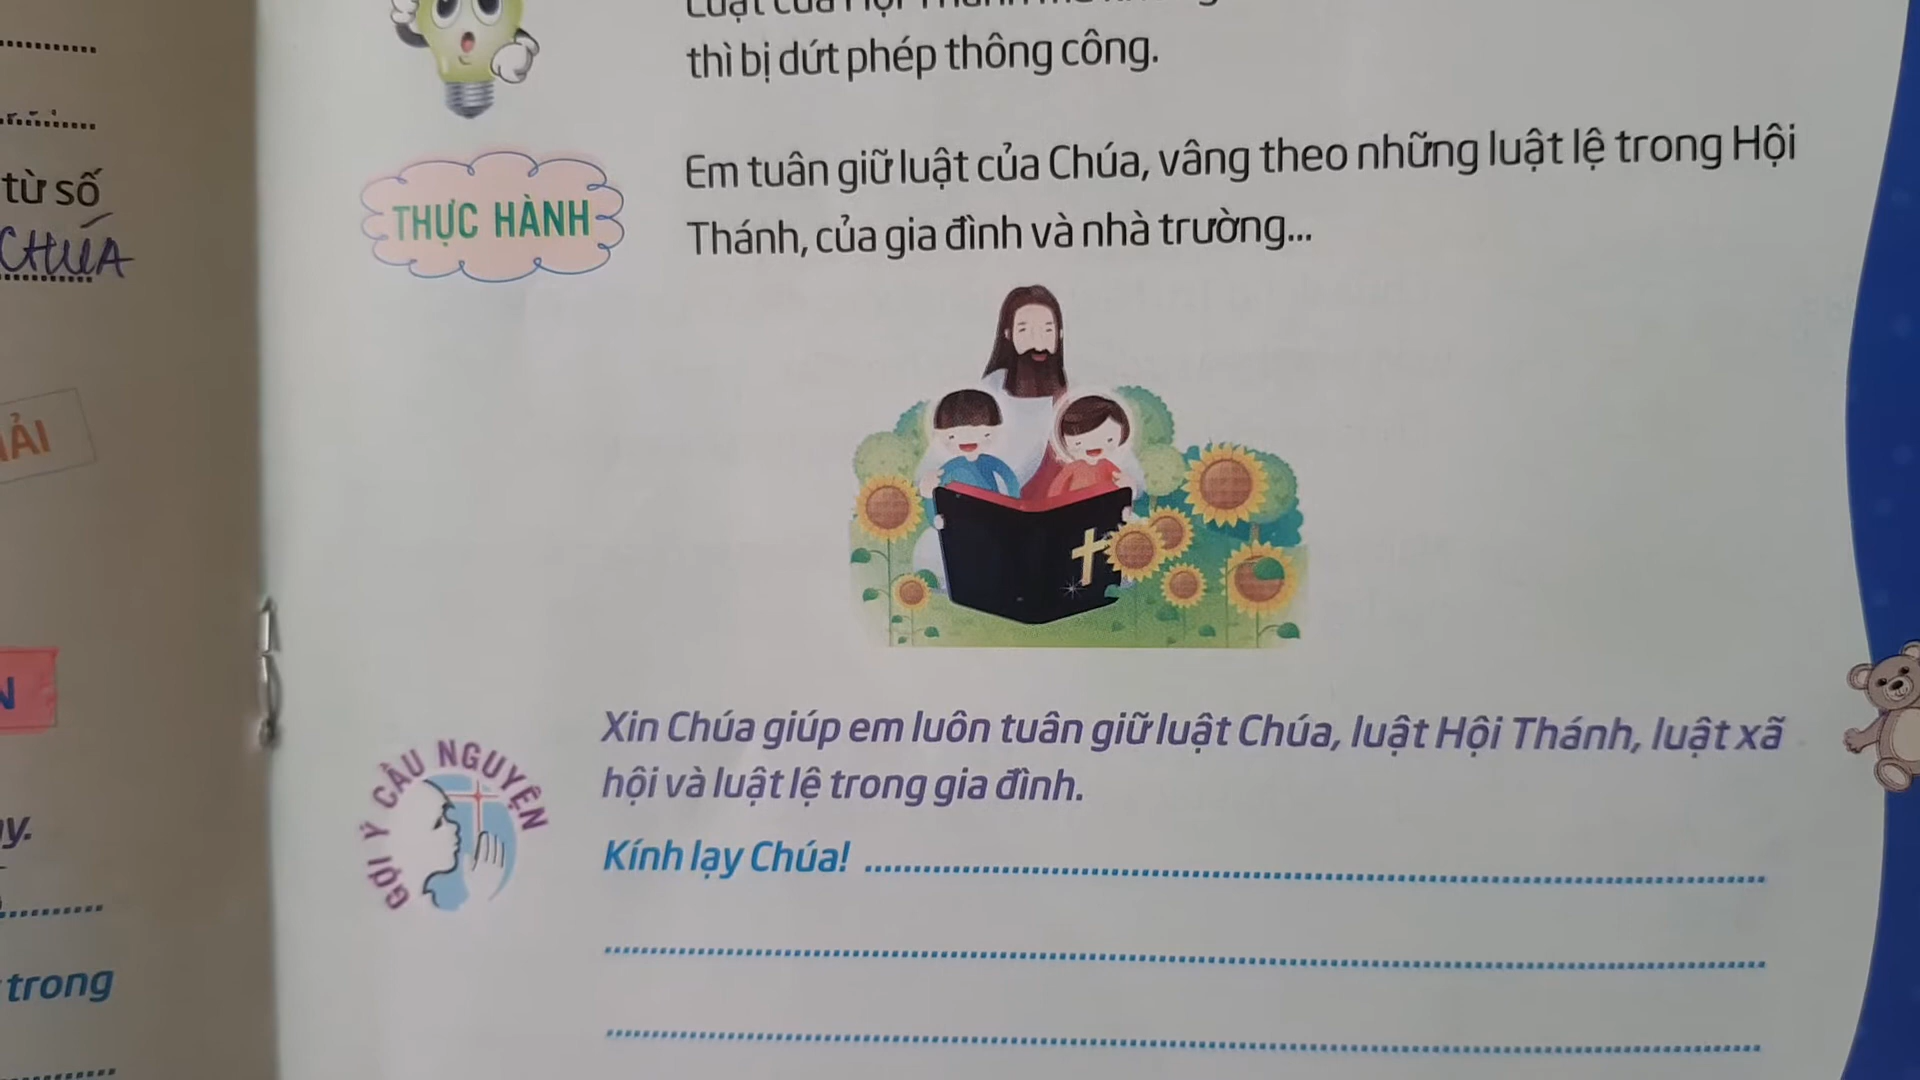 từ số
CHÚA
trong
thì bị dứt phép thông công.
THỰC HÀNH
Em tuân giữ luật của Chúa, vâng theo những luật lệ trong Hội
Thánh, của gia đình và nhà trường...
GỢI Ý CẦU NGUYỆN
Xin Chúa giúp em luôn tuân giữ luật Chúa, luật Hội Thánh, luật xã
hội và luật lệ trong gia đình.
Kính lạy Chúa!